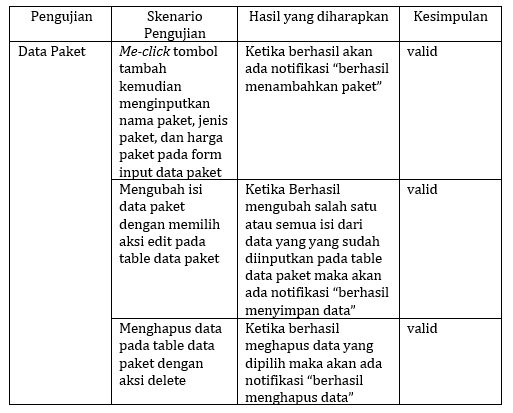 Pengujian
Skenario
Pengujian
Hasil yang diharapkan
Kesimpulan
Data Paket
Me-click tombol
tambah
kemudian
menginputkan
nama paket, jenis
paket, dan harga
paket pada form
input data paket
Ketika berhasil akan
ada notifikasi “berhasil
menambahkan paket”
valid
Mengubah isi
data paket
dengan memilih
aksi edit pada
table data paket
Ketika Berhasil
mengubah salah satu
atau semua isi dari
data yang yang sudah
diinputkan pada table
data paket maka akan
ada notifikasi “berhasil
menyimpan data”
valid
Menghapus data
pada table data
paket dengan
aksi delete
Ketika berhasil
meghapus data yang
dipilih maka akan ada
notifikasi “berhasil
menghapus data”
valid